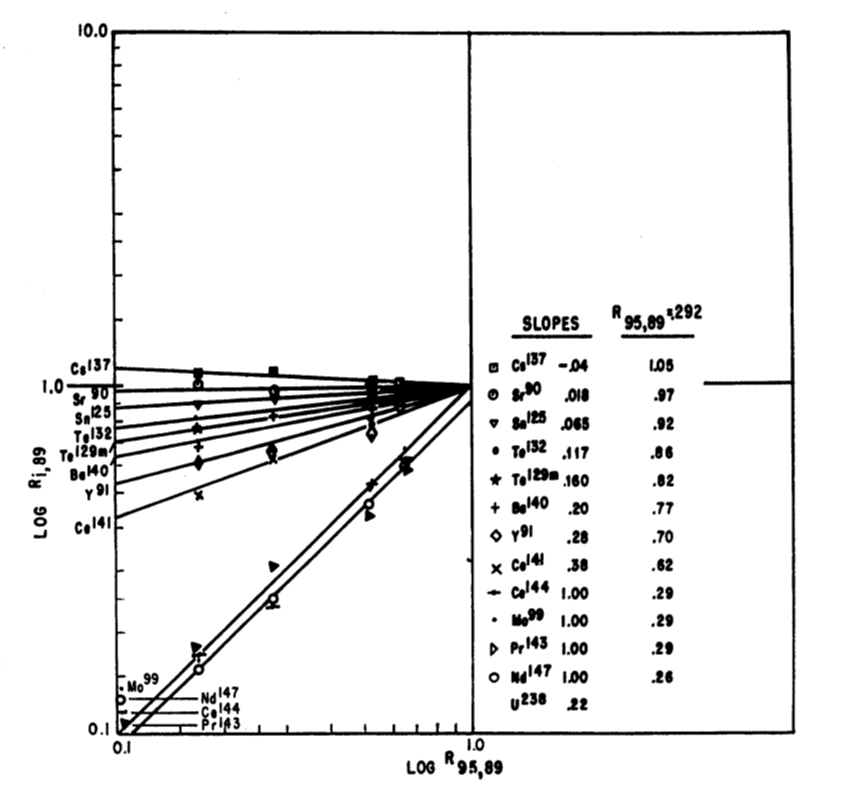 10.0
R 95,89 =.292
SLOPES
Cs137
Cs137 -.04 1.05
1.0
Sr90
Sr90 .018 .97
Sn125
Sn125 .065 .92
Te132
Te132 .117 .86
Te129m
Te129m .160 .82
Ba140
Ba140 .20 .77
Y91
Y91 .28 .70
LOG Ri,89
Ce141
Ce141 .38 .62
Ce144 1.00 .29
Mo99 1.00 .29
Pr143 1.00 .29
Mo99
Nd147 1.00 .26
Nd147
U238 .22
Ce144
Pr143
0.1
0.1
1.0
LOG R95,89